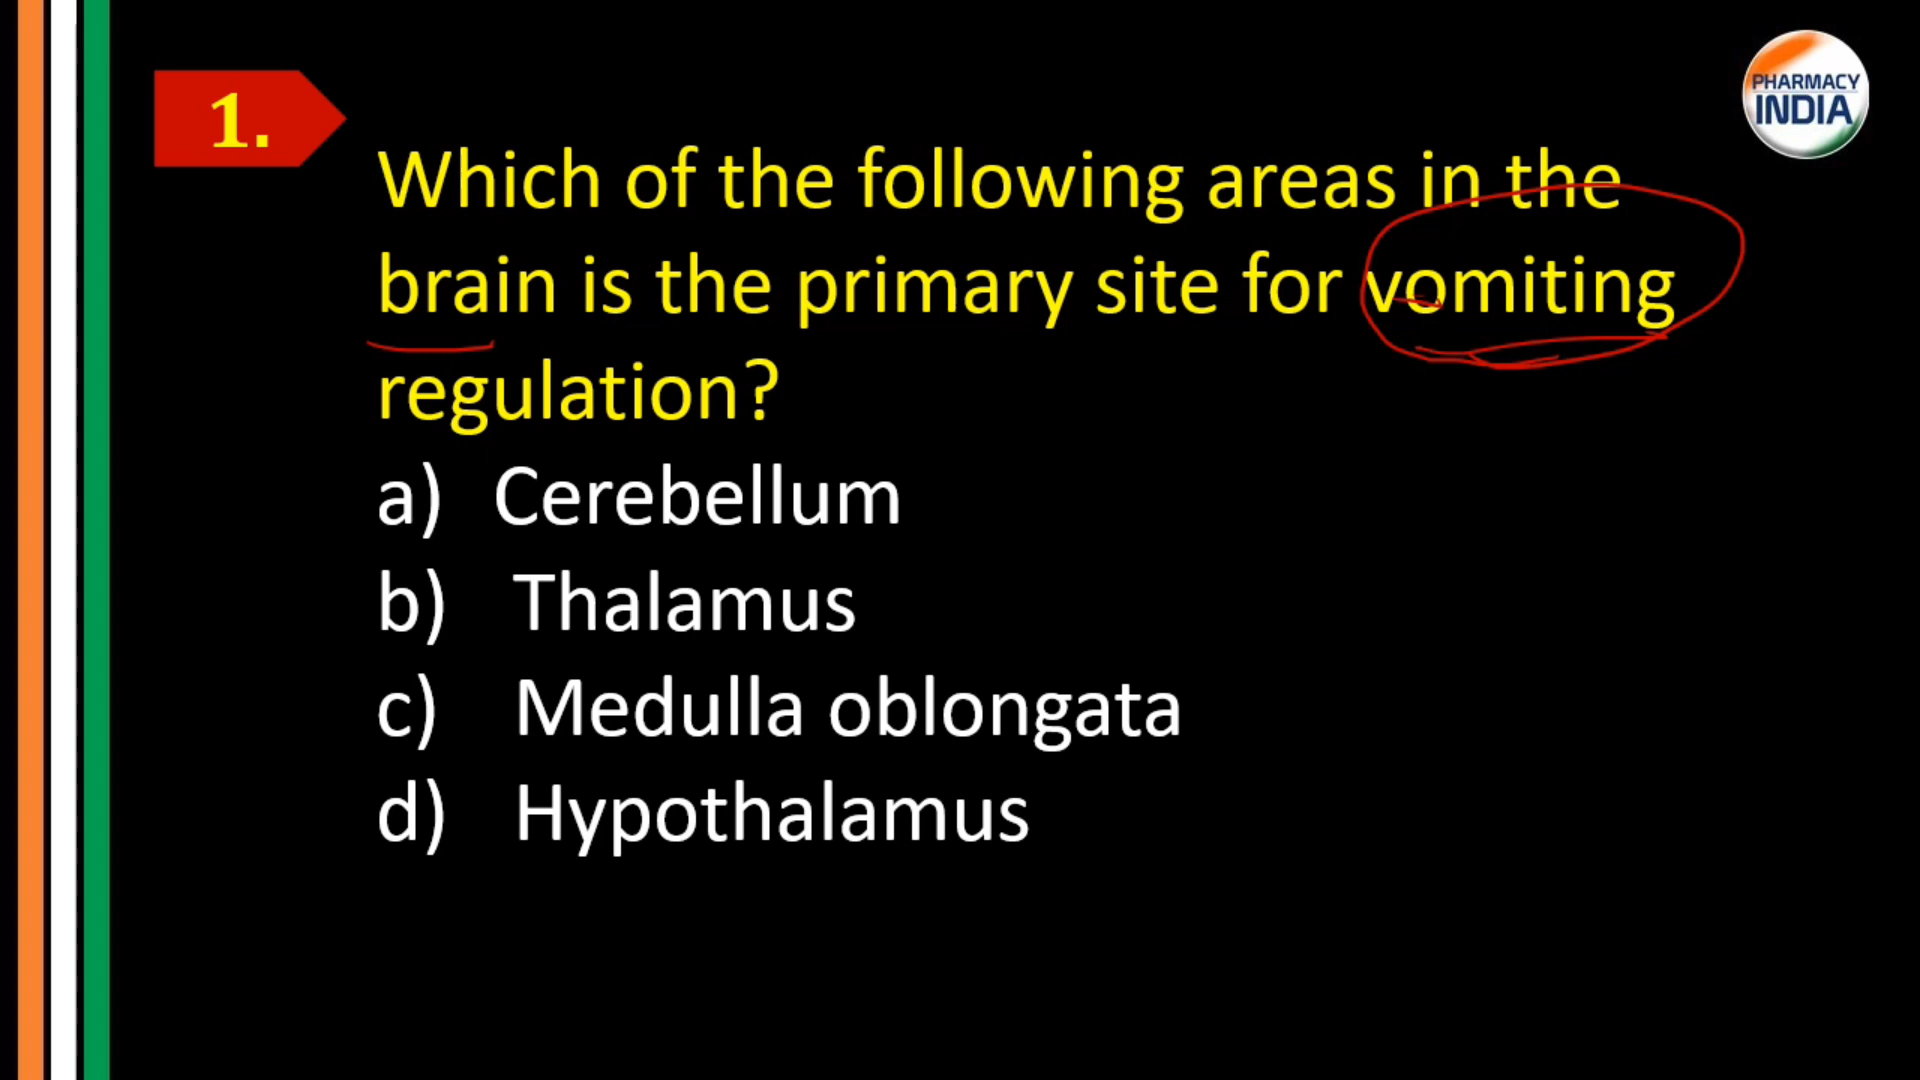 1.
PHARMACY
INDIA
Which of the following areas in the
brain is the primary site for vomiting
regulation?
a) Cerebellum
b) Thalamus
c) Medulla oblongata
d) Hypothalamus